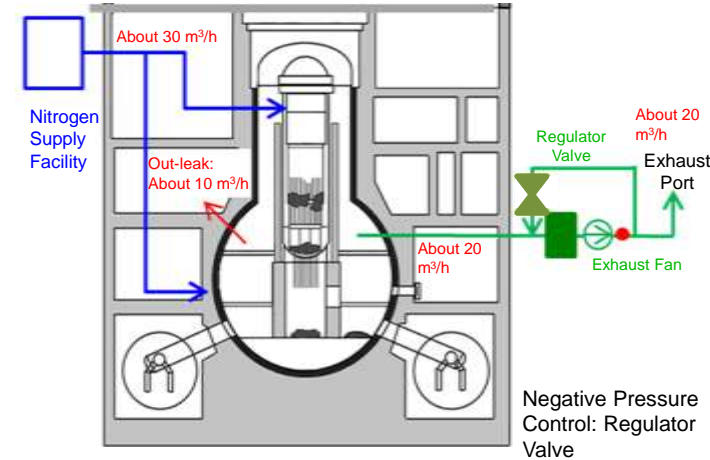 About 30 m³/h
Nitrogen
Supply
Facility
Out-leak:
About 10 m³/h
About 20
m³/h
Regulator
Valve
About 20
m³/h
Exhaust
Port
Exhaust Fan
Negative Pressure
Control: Regulator
Valve